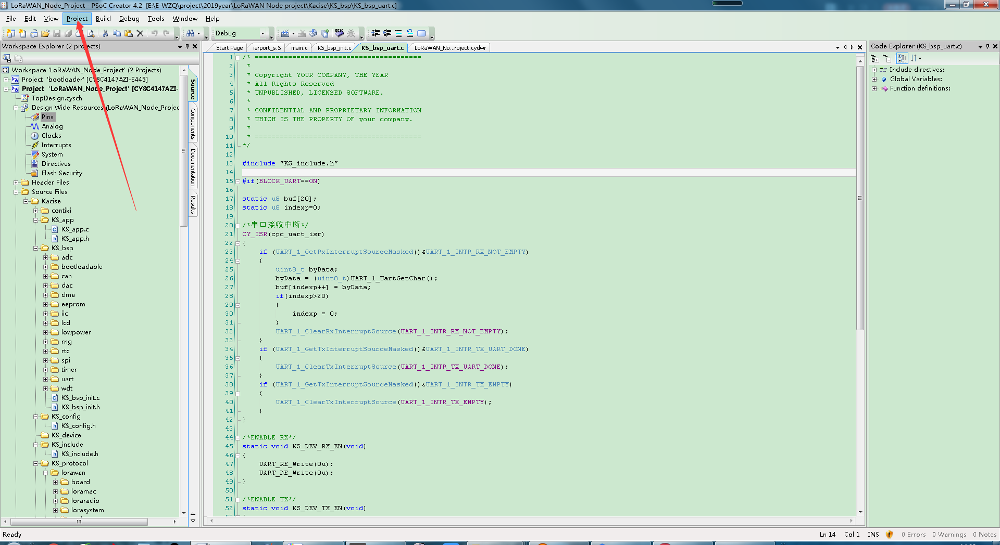 LoRaWAN_Node_Project - PSoC Creator 4.2  [E:\E-WZQ\project\2019year\LoRaWAN Node project\Kacise\KS_bsp\KS_bsp_uart.c]
File Edit View Project Build Debug Tools Window Help
Debug
Workspace Explorer (2 projects)
Start Page iarport_s.S main.c KS_bsp_init.c KS_bsp_uart.c LoRaWAN_No...roject.cydwr
Code Explorer (KS_bsp_uart.c)
Workspace 'LoRaWAN_Node_Project' (2 Projects)
Project 'bootloader' [CY8C4147AZI-S445]
Project 'LoRaWAN_Node_Project' [CY8C4147AZI-
TopDesign.cysch
Design Wide Resources (LoRaWAN_Node_Projec
Pins
Analog
Clocks
Interrupts
System
Directives
Flash Security
Header Files
Source Files
Kacise
contiki
KS_app
KS_app.c
KS_app.h
KS_bsp
adc
bootloadable
can
dac
dma
eeprom
iic
lcd
lowpower
rng
rtc
spi
timer
uart
wdt
KS_bsp_init.c
KS_bsp_init.h
KS_config
KS_config.h
KS_device
KS_include
KS_include.h
KS_protocol
lorawan
board
loramac
loraradio
lorasystem
Source
Components
Documentation
Results
1 /* ========================================
2  *
3  * Copyright YOUR COMPANY, THE YEAR
4  * All Rights Reserved
5  * UNPUBLISHED, LICENSED SOFTWARE.
6  *
7  * CONFIDENTIAL AND PROPRIETARY INFORMATION
8  * WHICH IS THE PROPERTY OF your company.
9  *
10  * ========================================
11 */
12
13 #include "KS_include.h"
14
15 #if(BLOCK_UART==ON)
16
17 static u8 buf[20];
18 static u8 indexp=0;
19
20 /*串口接收中断*/
21 CY_ISR(cpc_uart_isr)
22 {
23     if (UART_1_GetRxInterruptSourceMasked()&UART_1_INTR_RX_NOT_EMPTY)
24     {
25         uint8_t byData;
26         byData = (uint8_t)UART_1_UartGetChar();
27         buf[indexp++] = byData;
28         if(indexp>20)
29         {
30             indexp = 0;
31         }
32         UART_1_ClearRxInterruptSource(UART_1_INTR_RX_NOT_EMPTY);
33     }
34     if (UART_1_GetTxInterruptSourceMasked()&UART_1_INTR_TX_UART_DONE)
35     {
36         UART_1_ClearTxInterruptSource(UART_1_INTR_TX_UART_DONE);
37     }
38     if (UART_1_GetTxInterruptSourceMasked()&UART_1_INTR_TX_EMPTY)
39     {
40         UART_1_ClearTxInterruptSource(UART_1_INTR_TX_EMPTY);
41     }
42 }
43
44 /*ENABLE RX*/
45 static void KS_DEV_RX_EN(void)
46 {
47     UART_RE_Write(0u);
48     UART_DE_Write(0u);
49 }
50
51 /*ENABLE TX*/
52 static void KS_DEV_TX_EN(void)
Include directives:
Global Variables:
Function definitions:
Ready
Ln 14 Col 1 INS 0 Errors 0 Warnings 0 Notes